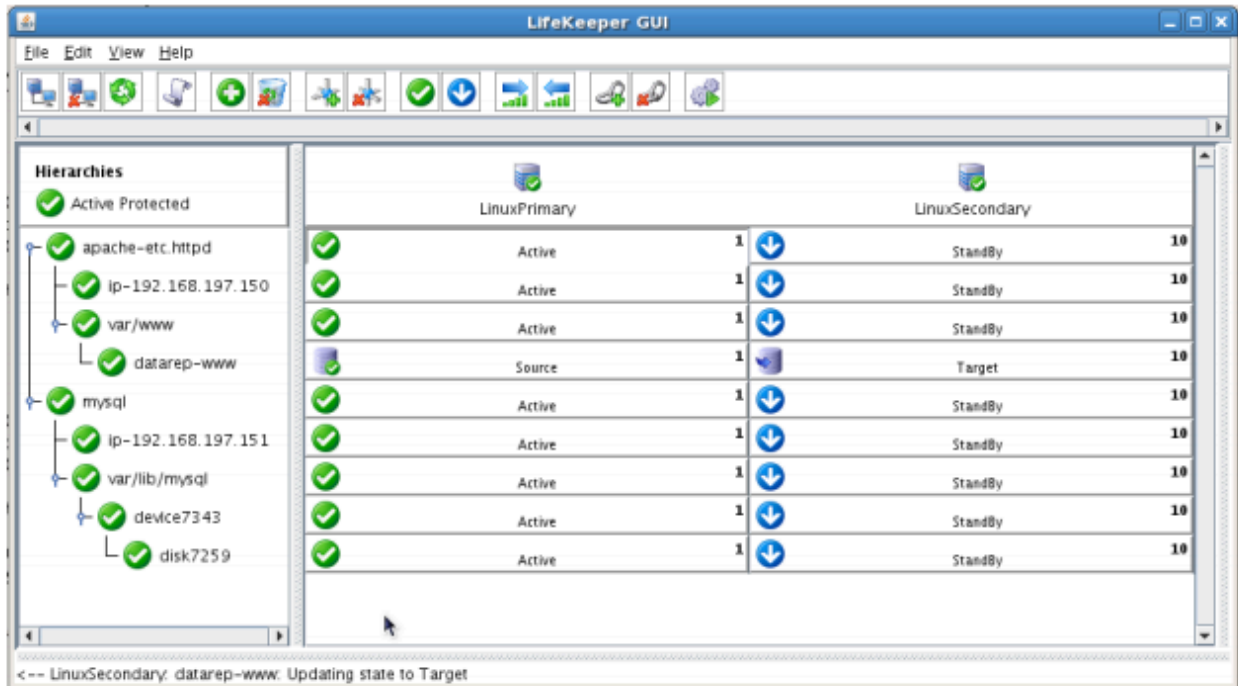 LifeKeeper GUI
File Edit View Help
Hierarchies
Active Protected
LinuxPrimary
LinuxSecondary
apache-etc.httpd
Active 1
StandBy 10
ip-192.168.197.150
Active 1
StandBy 10
var/www
Active 1
StandBy 10
datarep-www
Source 1
Target 10
mysql
Active 1
StandBy 10
ip-192.168.197.151
Active 1
StandBy 10
var/lib/mysql
Active 1
StandBy 10
device7343
Active 1
StandBy 10
disk7259
Active 1
StandBy 10
<-- LinuxSecondary: datarep-www: Updating state to Target